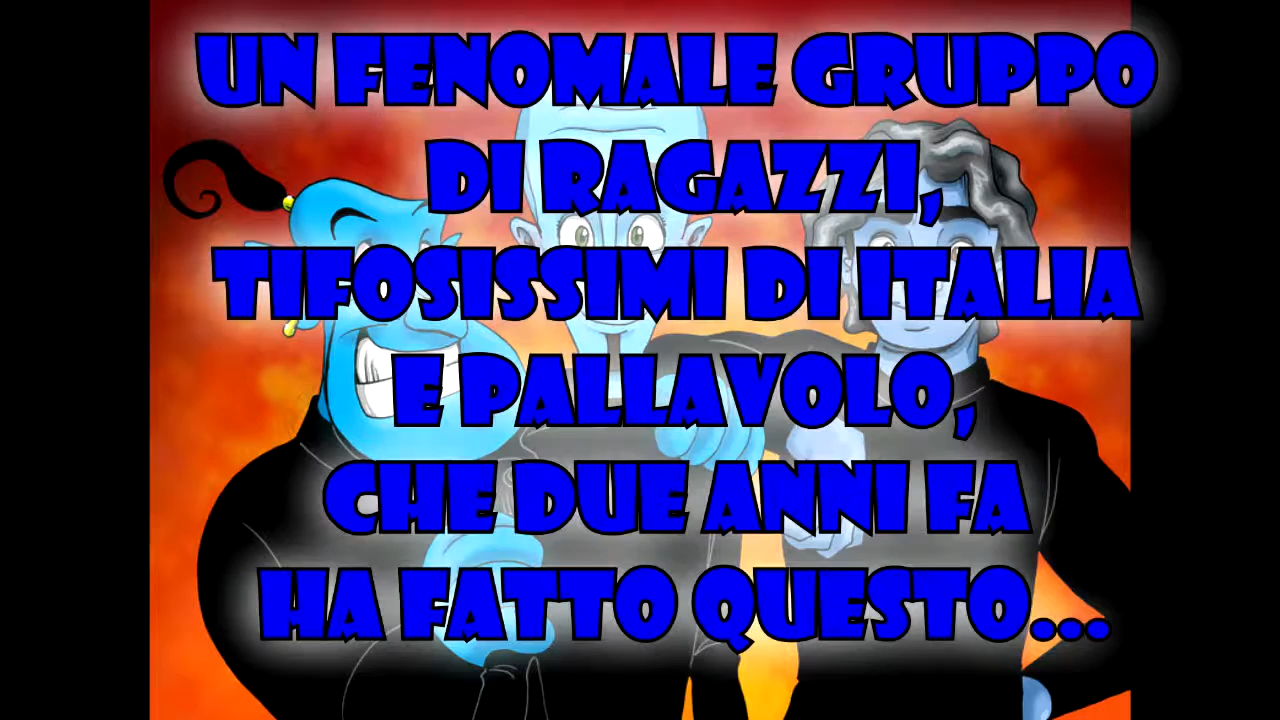 UN FENOMALE GRUPPO
DI RAGAZZI,
TIFOSISSIMI DI ITALIA
E PALLAVOLO,
CHE DUE ANNI FA
HA FATTO QUESTO...